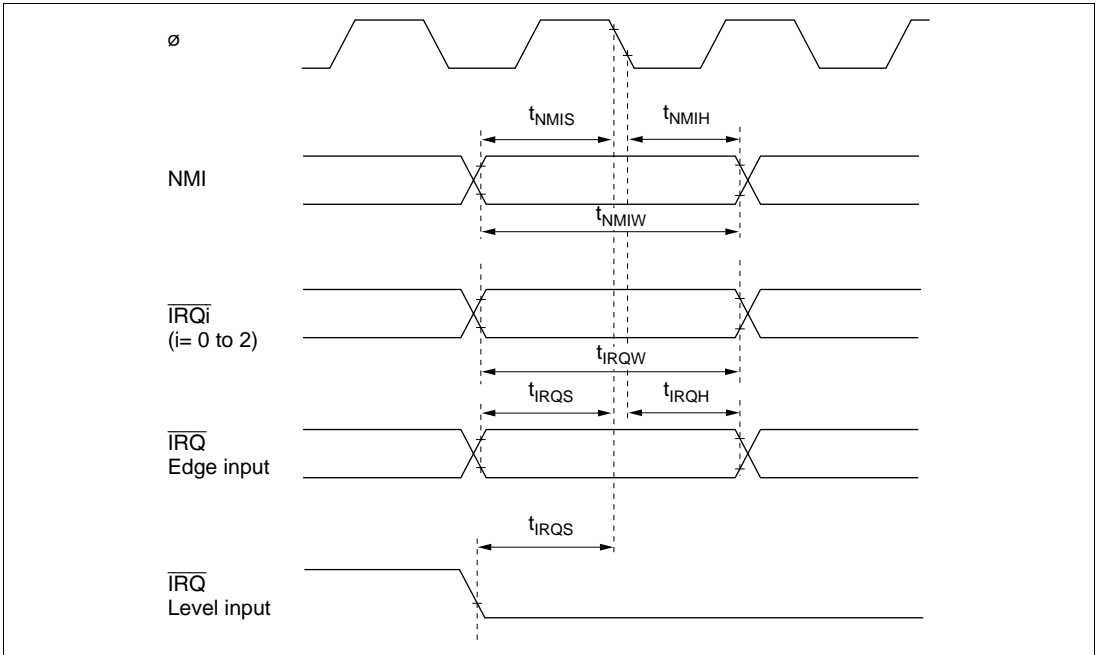 ø
tNMIS
tNMIH
NMI
tNMIW
IRQi
(i= 0 to 2)
tIRQW
tIRQS
tIRQH
IRQ
Edge input
tIRQS
IRQ
Level input